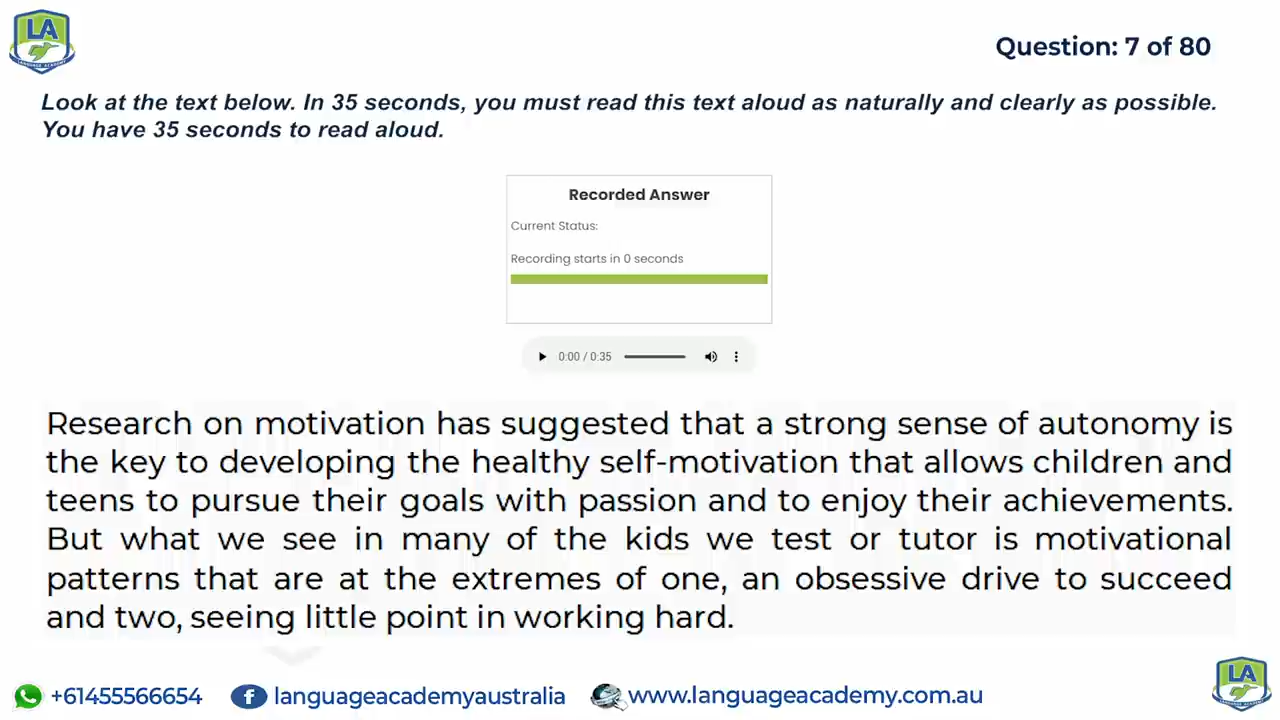 LA
LANGUAGE ACADEMY
Question: 7 of 80
Look at the text below. In 35 seconds, you must read this text aloud as naturally and clearly as possible.
You have 35 seconds to read aloud.
Recorded Answer
Current Status:
Recording starts in 0 seconds
0:00 / 0:35
Research on motivation has suggested that a strong sense of autonomy is
the key to developing the healthy self-motivation that allows children and
teens to pursue their goals with passion and to enjoy their achievements.
But what we see in many of the kids we test or tutor is motivational
patterns that are at the extremes of one, an obsessive drive to succeed
and two, seeing little point in working hard.
+61455566654
languageacademyaustralia
www.languageacademy.com.au
LA
LANGUAGE ACADEMY